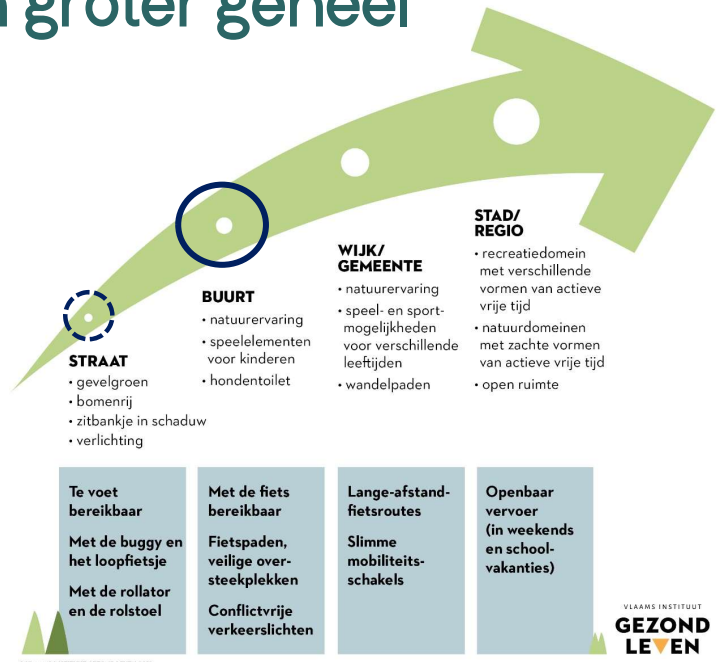 groter geheel
STRAAT
• gevelgroen
• bomenrij
• zitbankje in schaduw
• verlichting
BUURT
• natuurervaring
• speelelementen
voor kinderen
• hondentoilet
WIJK/
GEMEENTE
• natuurervaring
• speel- en sport-
mogelijkheden
voor verschillende
leeftijden
• wandelpaden
STAD/
REGIO
• recreatiedomein
met verschillende
vormen van actieve
vrije tijd
• natuurdomeinen
met zachte vormen
van actieve vrije tijd
• open ruimte
Te voet
bereikbaar
Met de buggy en
het loopfietsje
Met de rollator
en de rolstoel
Met de fiets
bereikbaar
Fietspaden,
veilige over-
steekplekken
Conflictvrije
verkeerslichten
Lange-afstand-
fietsroutes
Slimme
mobiliteits-
schakels
Openbaar
vervoer
(in weekends
en school-
vakanties)
VLAAMS INSTITUUT
GEZOND
LEVEN